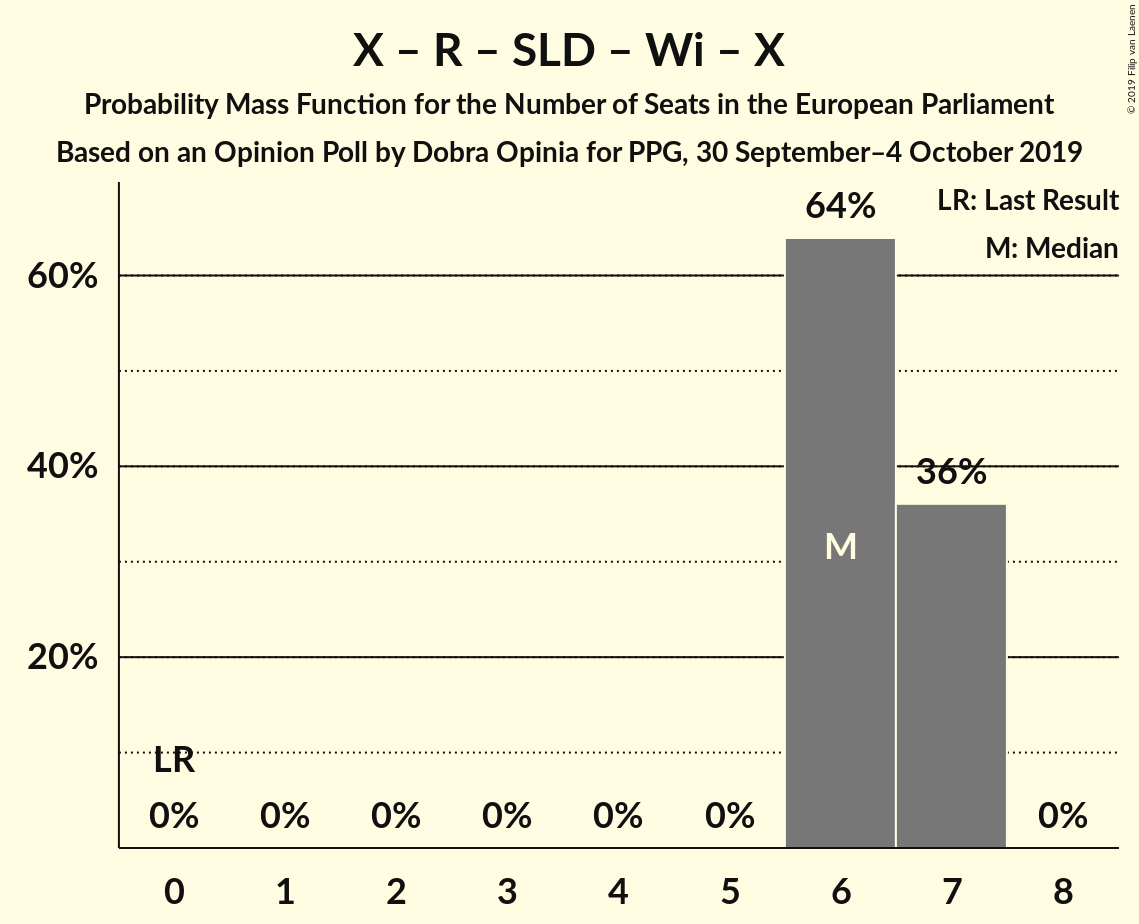 X – R – SLD – Wi – X
Probability Mass Function for the Number of Seats in the European Parliament
Based on an Opinion Poll by Dobra Opinia for PPG, 30 September–4 October 2019
© 2019 Filip van Laenen
LR: Last Result
M: Median
60%
40%
20%
LR
0%
0%
0%
0%
0%
0%
64%
M
36%
0%
0
1
2
3
4
5
6
7
8